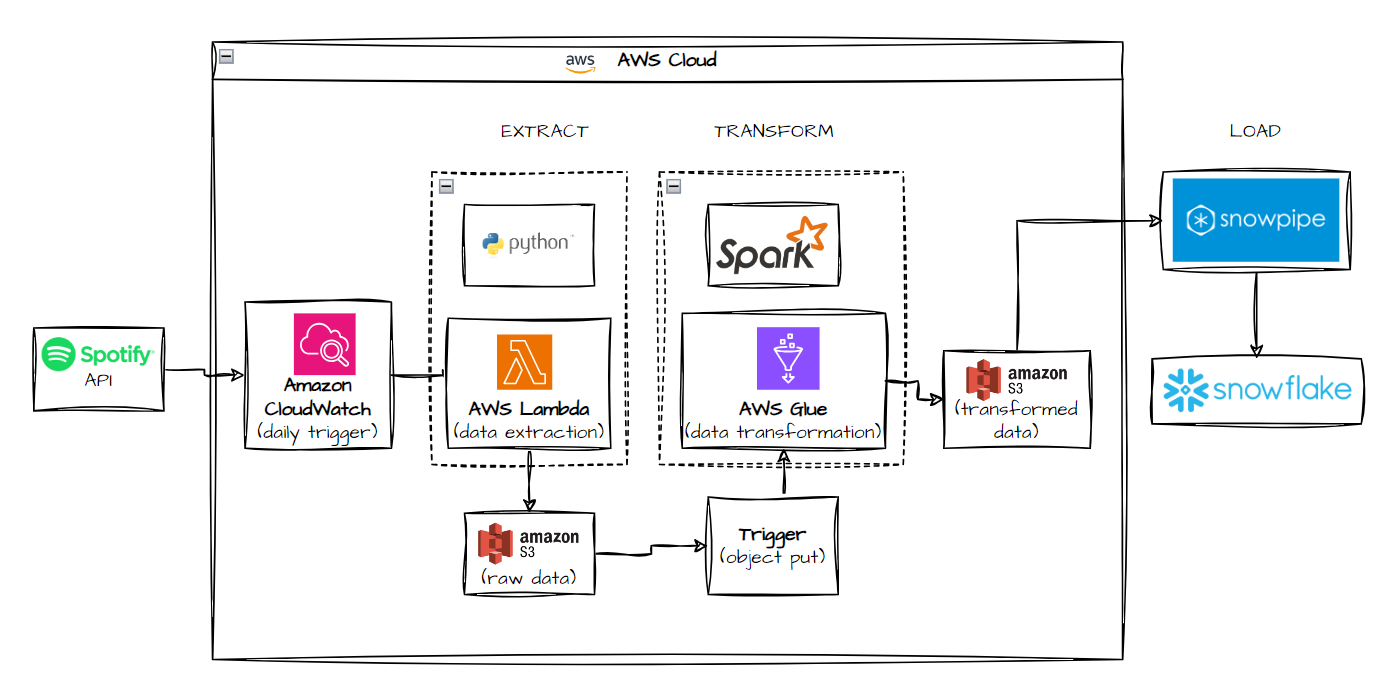 aws AWS Cloud
EXTRACT
TRANSFORM
LOAD
python
Spark
snowpipe
Spotify
API
Amazon
CloudWatch
(daily trigger)
AWS Lambda
(data extraction)
AWS Glue
(data transformation)
amazon
S3
(transformed
data)
snowflake
amazon
S3
(raw data)
Trigger
(object put)